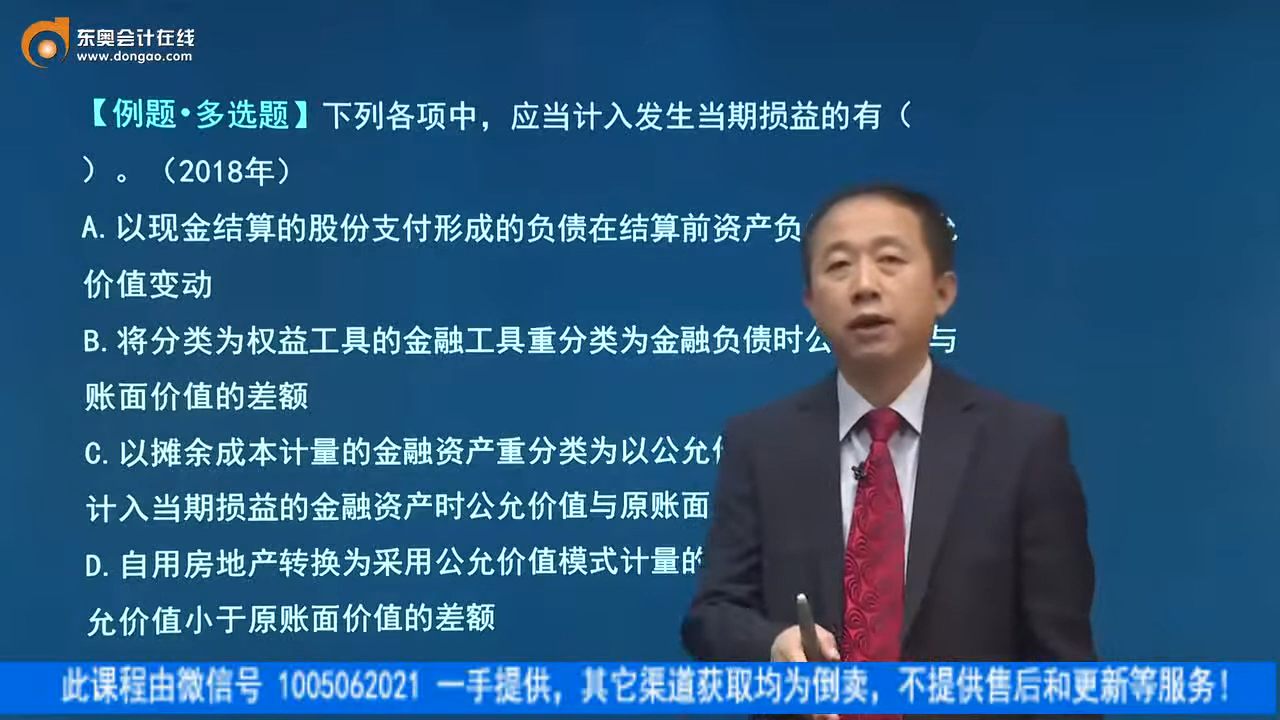 东奥会计在线
www.dongao.com
【例题·多选题】下列各项中，应当计入发生当期损益的有（
）。（2018年）
A.以现金结算的股份支付形成的负债在结算前资产负
价值变动
B.将分类为权益工具的金融工具重分类为金融负债时公 与
账面价值的差额
C.以摊余成本计量的金融资产重分类为以公允
计入当期损益的金融资产时公允价值与原账面
D.自用房地产转换为采用公允价值模式计量的
允价值小于原账面价值的差额
此课程由微信号 1005062021 一手提供，其它渠道获取均为倒卖，不提供售后和更新等服务！